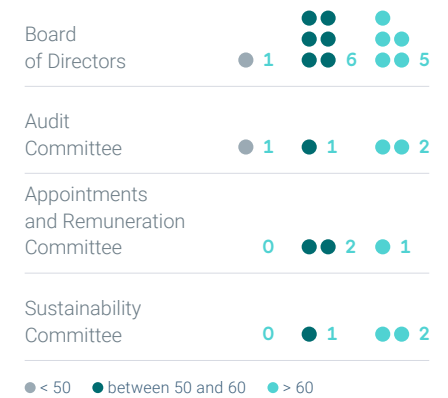 Board
of Directors 1 6 5
Audit
Committee 1 1 2
Appointments
and Remuneration
Committee 0 2 1
Sustainability
Committee 0 1 2
< 50 between 50 and 60 > 60